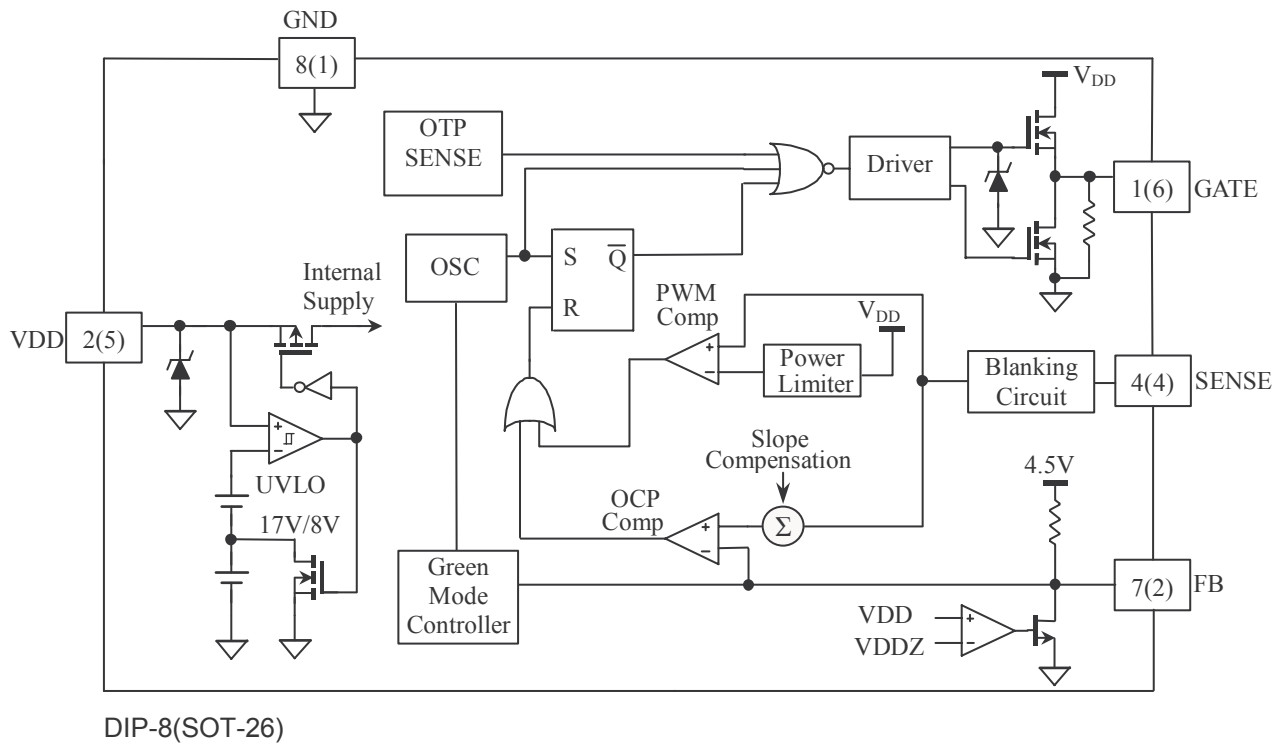 GND
8(1)
V_DD
OTP
SENSE
Driver
1(6) GATE
OSC
S Q̅
R
Internal
Supply
VDD 2(5)
PWM
Comp
V_DD
+
−
Power
Limiter
Blanking
Circuit
4(4) SENSE
+
−
UVLO
17V/8V
Slope
Compensation
4.5V
OCP
Comp
+
−
Σ
Green
Mode
Controller
7(2) FB
VDD +
VDDZ −
DIP-8(SOT-26)